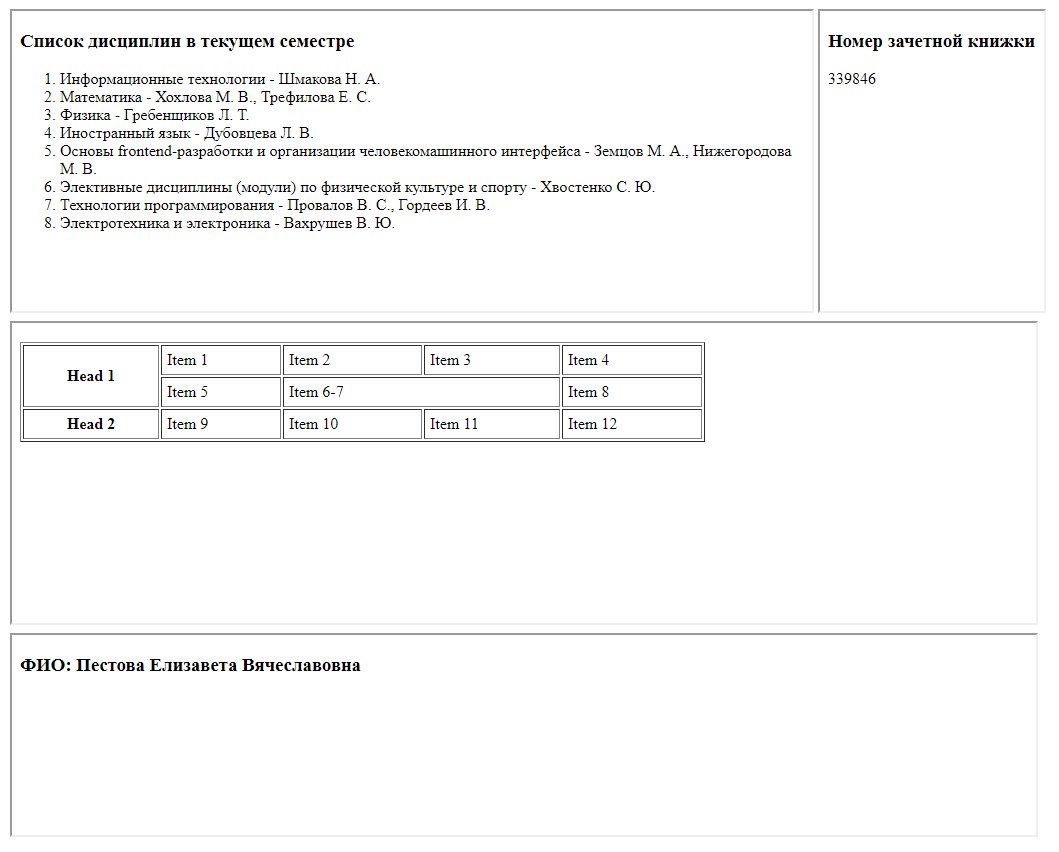 Список дисциплин в текущем семестре
1. Информационные технологии - Шмакова Н. А.
2. Математика - Хохлова М. В., Трефилова Е. С.
3. Физика - Гребенщиков Л. Т.
4. Иностранный язык - Дубовцева Л. В.
5. Основы frontend-разработки и организации человекомашинного интерфейса - Земцов М. А., Нижегородова
М. В.
6. Элективные дисциплины (модули) по физической культуре и спорту - Хвостенко С. Ю.
7. Технологии программирования - Провалов В. С., Гордеев И. В.
8. Электротехника и электроника - Вахрушев В. Ю.
Номер зачетной книжки
339846
Head 1 Item 1 Item 2 Item 3 Item 4
Item 5 Item 6-7 Item 8
Head 2 Item 9 Item 10 Item 11 Item 12
ФИО: Пестова Елизавета Вячеславовна